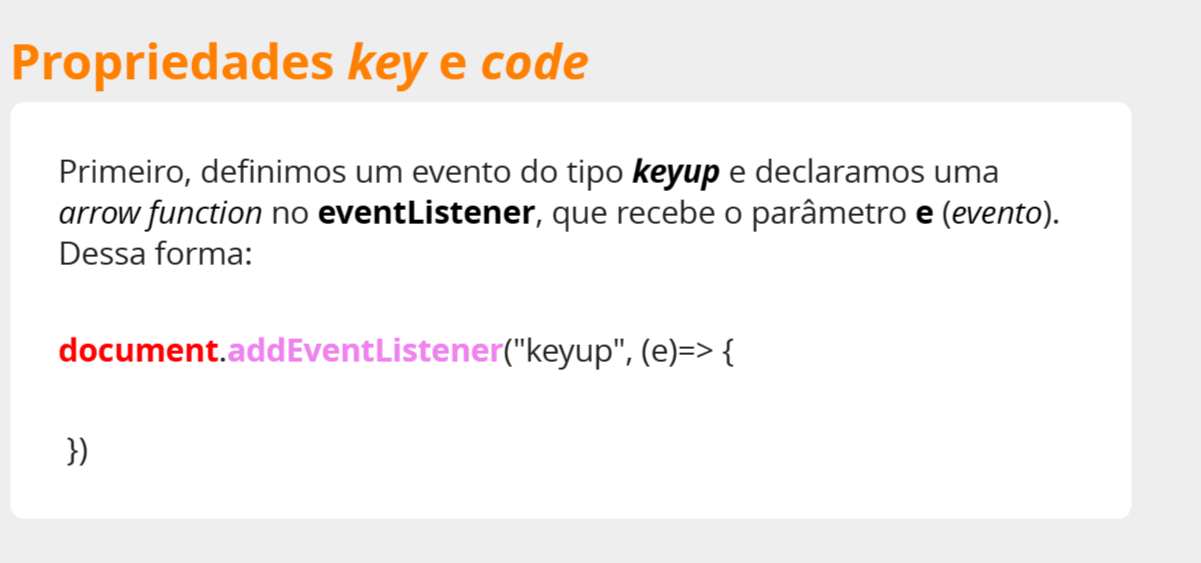 Propriedades key e code
Primeiro, definimos um evento do tipo keyup e declaramos uma
arrow function no eventListener, que recebe o parâmetro e (evento).
Dessa forma:
document.addEventListener("keyup", (e)=> {
})